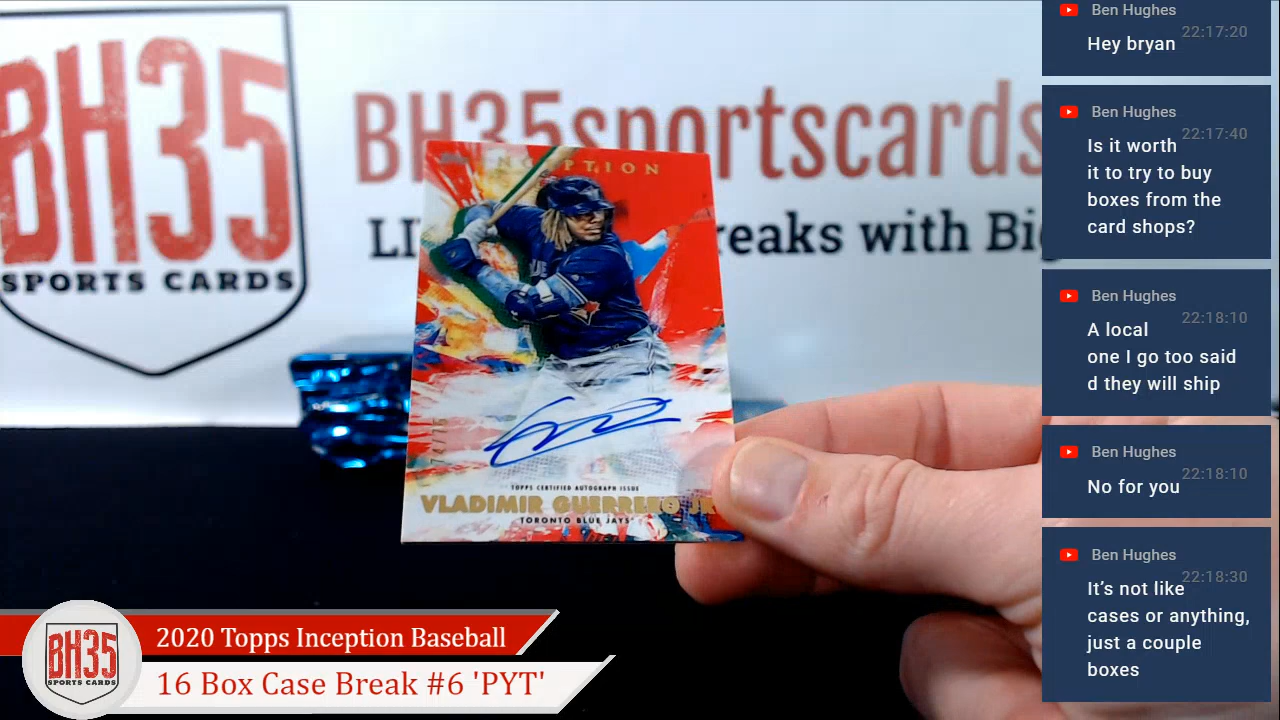 BH35
SPORTS CARDS
BH35sportscards
reaks with Big
INCEPTION
TOPPS CERTIFIED AUTOGRAPH ISSUE
VLADIMIR GUERRERO JR
TORONTO BLUE JAYS
BH35
SPORTS CARDS
2020 Topps Inception Baseball
16 Box Case Break #6 'PYT'
Ben Hughes
22:17:20
Hey bryan
Ben Hughes
22:17:40
Is it worth
it to try to buy
boxes from the
card shops?
Ben Hughes
22:18:10
A local
one I go too said
d they will ship
Ben Hughes
22:18:10
No for you
Ben Hughes
22:18:30
It's not like
cases or anything,
just a couple
boxes